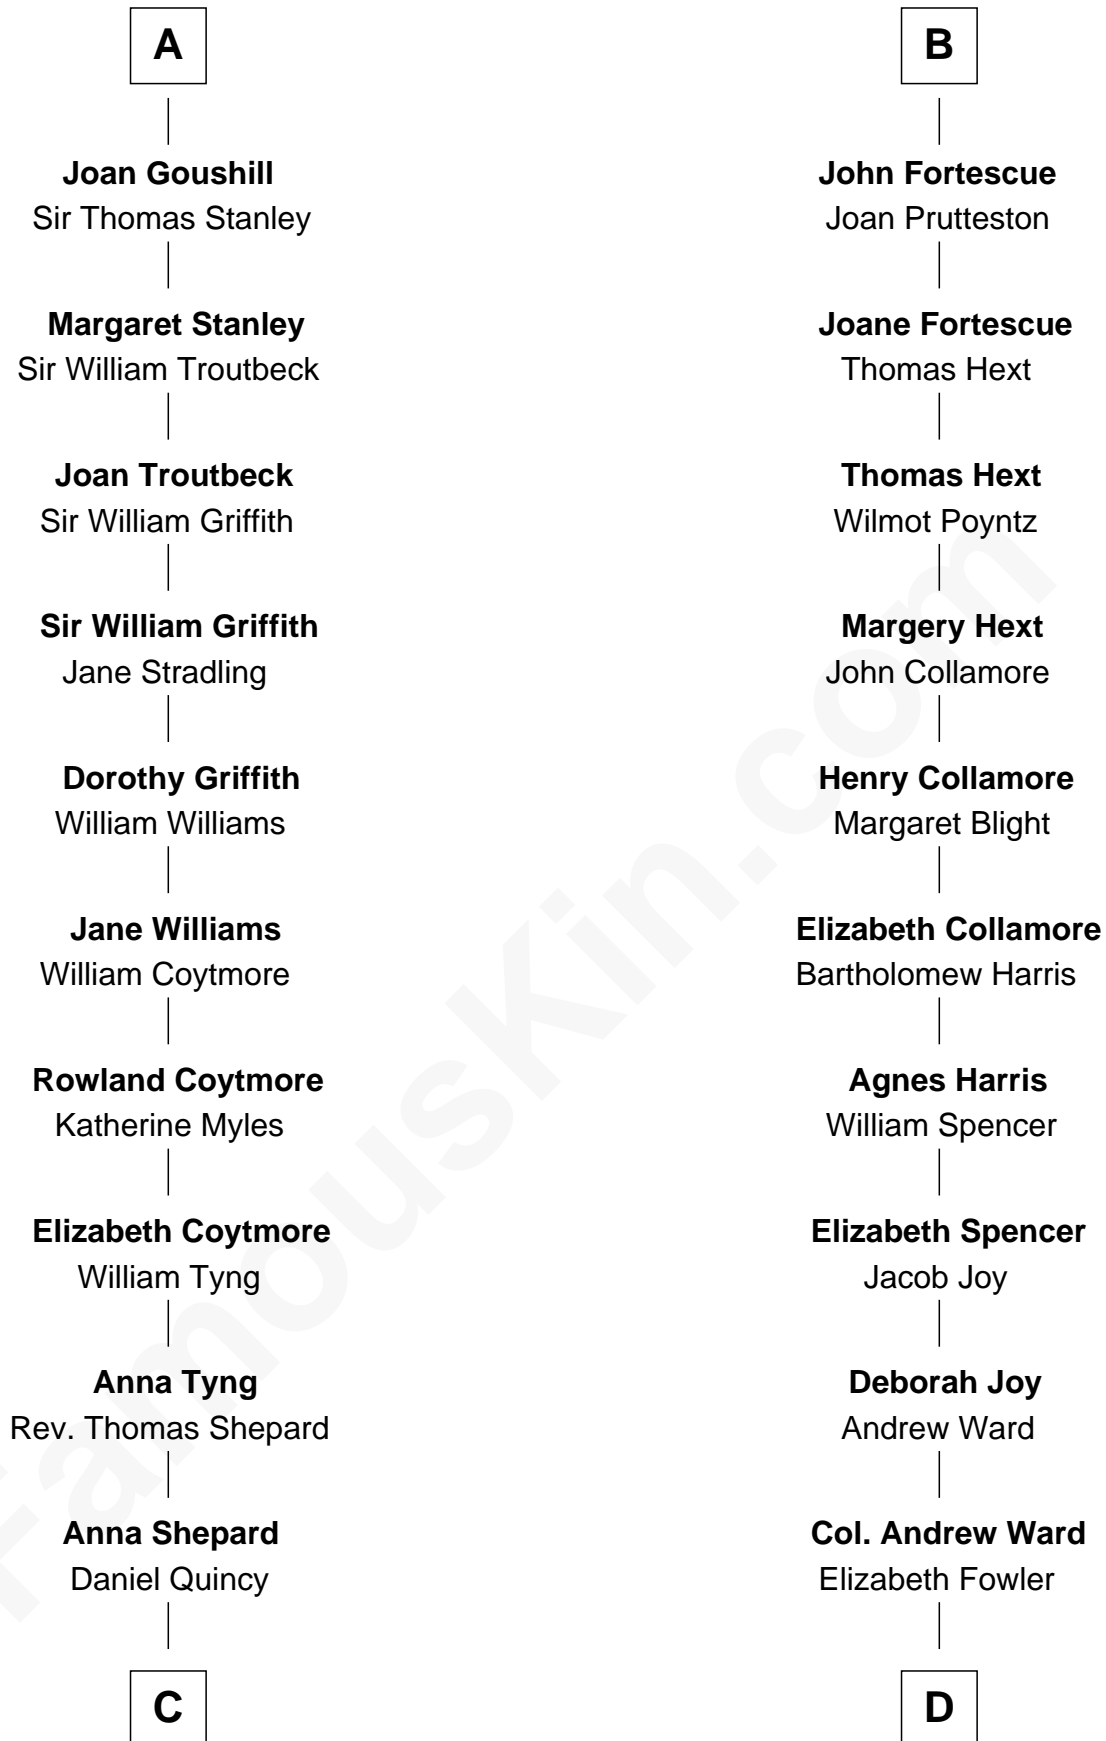 A
Joan Goushill
Sir Thomas Stanley
Margaret Stanley
Sir William Troutbeck
Joan Troutbeck
Sir William Griffith
Sir William Griffith
Jane Stradling
Dorothy Griffith
William Williams
Jane Williams
William Coytmore
Rowland Coytmore
Katherine Myles
Elizabeth Coytmore
William Tyng
Anna Tyng
Rev. Thomas Shepard
Anna Shepard
Daniel Quincy
C
B
John Fortescue
Joan Prutteston
Joane Fortescue
Thomas Hext
Thomas Hext
Wilmot Poyntz
Margery Hext
John Collamore
Henry Collamore
Margaret Blight
Elizabeth Collamore
Bartholomew Harris
Agnes Harris
William Spencer
Elizabeth Spencer
Jacob Joy
Deborah Joy
Andrew Ward
Col. Andrew Ward
Elizabeth Fowler
D
FamousKin.com